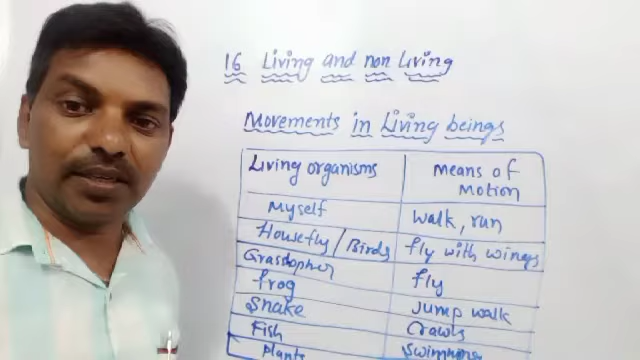 16 Living and non Living
Movements in Living beings
Living organisms
Means of Motion
Myself
walk, run
Housefly / Birds
fly with wings
Grasshopher
fly
frog
Jump walk
Snake
Crawls
Fish
Swimming
Plants